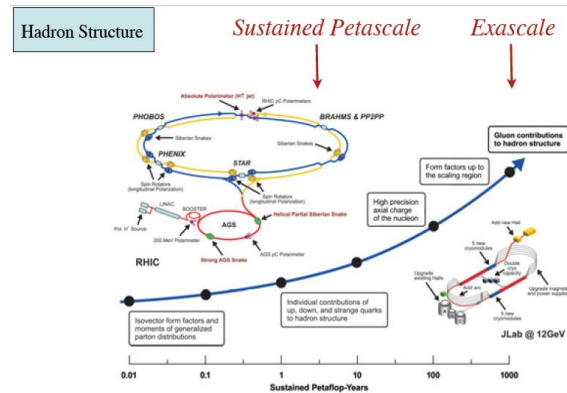 Hadron Structure
Sustained Petascale
Exascale
Absolute Polarimeter (H↑ jet)
RHIC pC Polarimeters
PHOBOS
BRAHMS & PP2PP
Siberian Snakes
Siberian Snakes
PHENIX
STAR
Spin Rotators
(longitudinal Polarization)
Spin Rotators
(longitudinal Polarization)
LINAC
BOOSTER
Pol. H⁻ Source
AGS
Helical Partial Siberian Snake
200 MeV Polarimeter
AGS pC Polarimeter
Strong AGS Snake
RHIC
Gluon contributions
to hadron structure
Form factors up to
the scaling region
High precision
axial charge
of the nucleon
Individual contributions of
up, down, and strange quarks
to hadron structure
Isovector form factors and
moments of generalized
parton distributions
Add new Hall
5 new
cryomodules
Double
cryo
capacity
Upgrade
existing Halls
Add arc
Upgrade magnets
and power supplies
5 new
cryomodules
JLab @ 12GeV
0.01
0.1
1
10
100
1000
Sustained Petaflop-Years